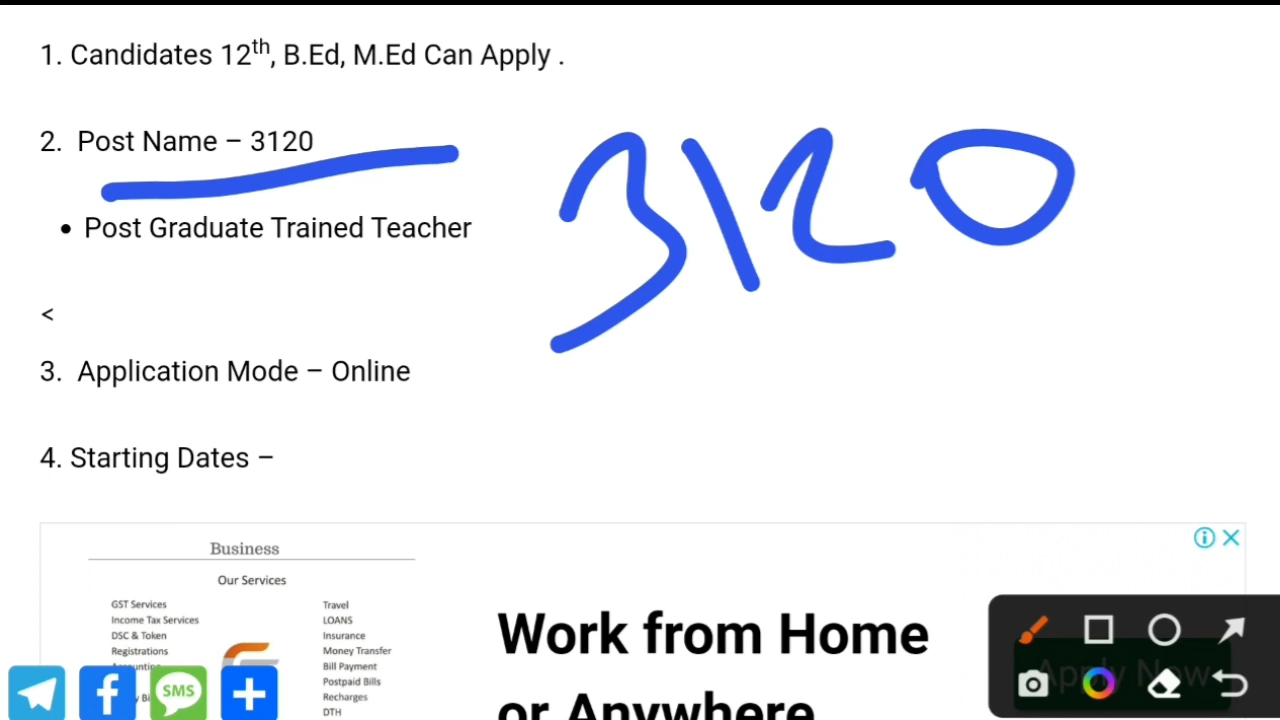 1. Candidates 12th, B.Ed, M.Ed Can Apply .
2. Post Name – 3120
3120
• Post Graduate Trained Teacher
<
3. Application Mode – Online
4. Starting Dates –
Business
Our Services
GST Services
Income Tax Services
DSC & Token
Registrations
Travel
LOANS
Insurance
Money Transfer
Bill Payment
Postpaid Bills
Recharges
DTH
Work from Home
or Anywhere
Apply Now
SMS